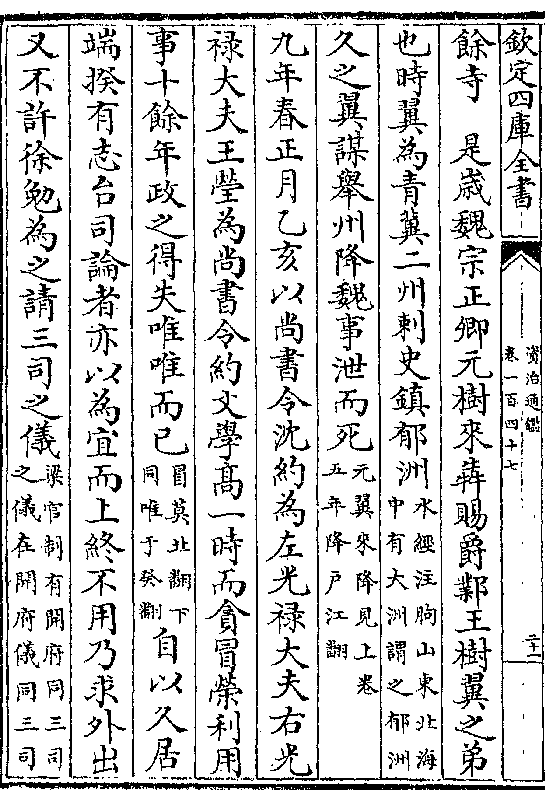 欽定四庫全書
資治通鑑
卷一百四十七
二十一
餘寺　是歲魏宗正卿元樹來犇賜爵鄴王樹翼之弟
也時翼為青冀二州刺史鎮郁洲水經注朐山東北海
中有大洲謂之郁洲
久之翼謀舉州降魏事泄而死元翼來降見上卷
五年降戶江翻
九年春正月乙亥以尚書令沈約為左光禄大夫右光
禄大夫王瑩為尚書令約文學高一時而貪冒榮利用
事十餘年政之得失唯唯而已冒莫北翻下
同唯于癸翻自以久居
端揆有志台司論者亦以為宜而上終不用乃求外出
又不許徐勉為之請三司之儀梁官制有開府同三司
之儀在開府儀同三司